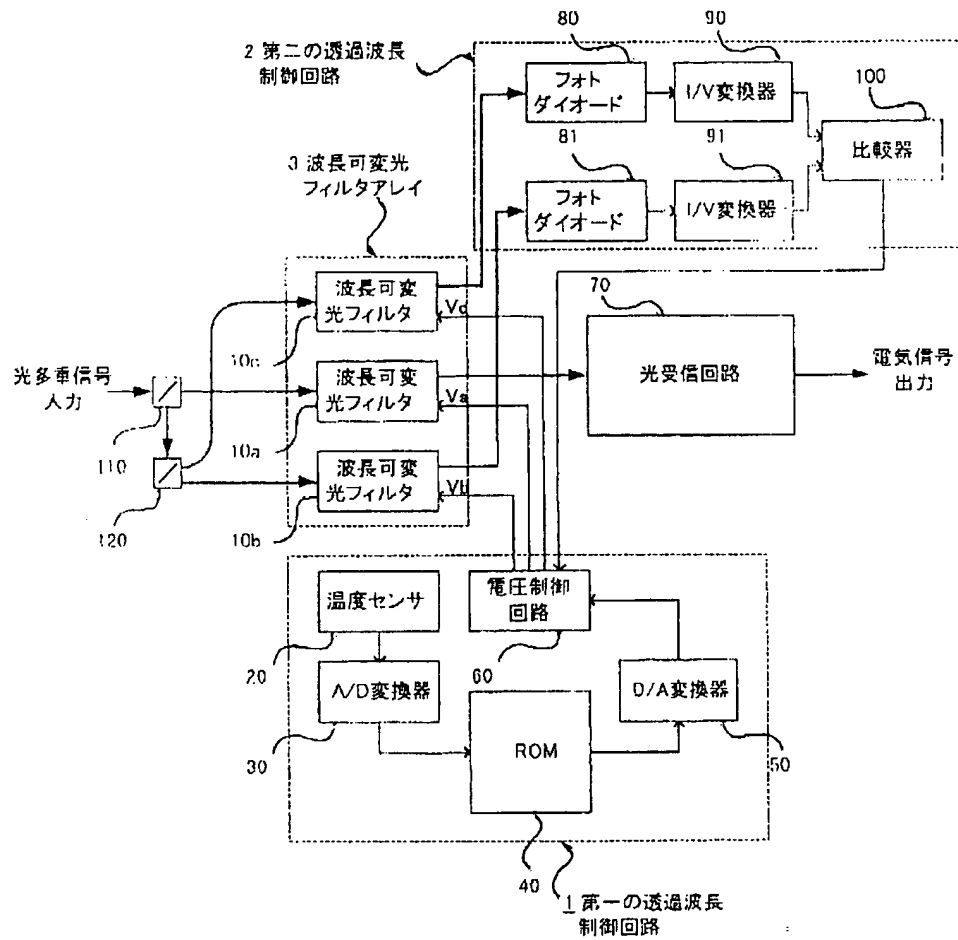 80
90
2 第二の透過波長
制御回路
100
フォト
ダイオード
I/V変換器
81
91
比較器
3 波長可変光
フィルタアレイ
フォト
ダイオード
I/V変換器
波長可変
光フィルタ
Vc
70
10c
光多重信号
入力
波長可変
光フィルタ
Va
光受信回路
電気信号
出力
110
10a
波長可変
光フィルタ
Vb
120
10b
温度センサ
電圧制御
回路
20
60
A/D変換器
D/A変換器
30
ROM
50
40
1 第一の透過波長
制御回路